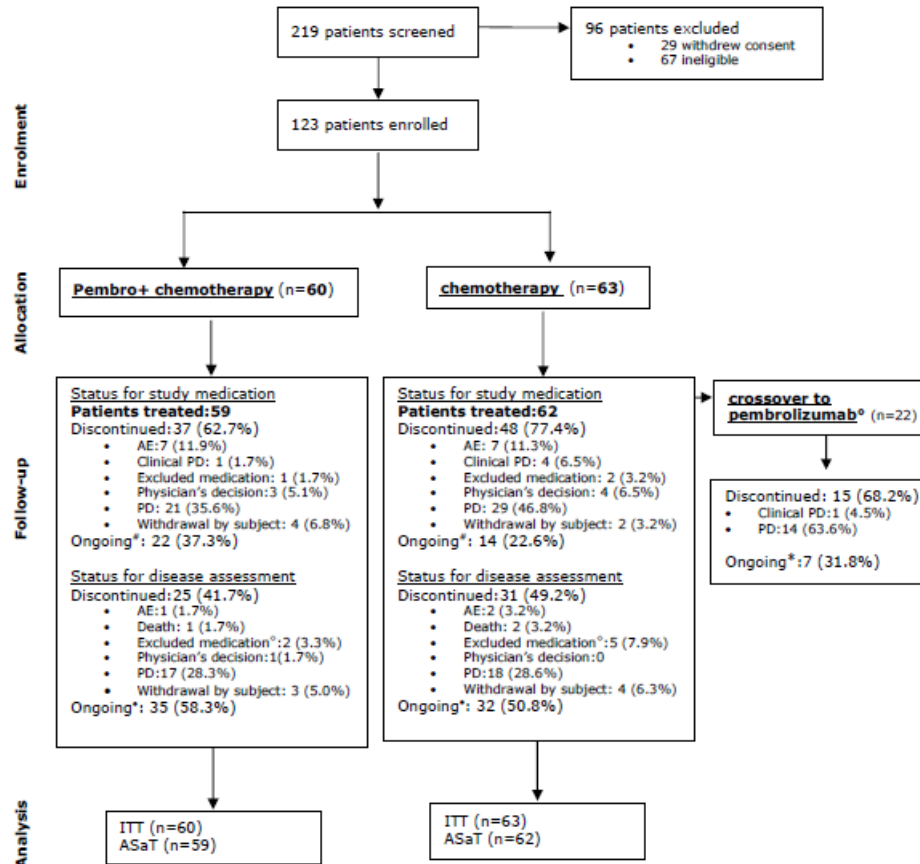 219 patients screened
96 patients excluded
• 29 withdrew consent
• 67 ineligible
123 patients enrolled
Enrolment
Allocation
Pembro+ chemotherapy (n=60)
chemotherapy (n=63)
Follow-up
Status for study medication
Patients treated:59
Discontinued: 37 (62.7%)
• AE:7 (11.9%)
• Clinical PD: 1 (1.7%)
• Excluded medication: 1 (1.7%)
• Physician's decision:3 (5.1%)
• PD: 21 (35.6%)
• Withdrawal by subject: 4 (6.8%)
Ongoing#: 22 (37.3%)
Status for disease assessment
Discontinued: 25 (41.7%)
• AE:1 (1.7%)
• Death: 1 (1.7%)
• Excluded medication°:2 (3.3%)
• Physician's decision:1(1.7%)
• PD:17 (28.3%)
• Withdrawal by subject: 3 (5.0%)
Ongoing*: 35 (58.3%)
Status for study medication
Patients treated:62
Discontinued: 48 (77.4%)
• AE: 7 (11.3%)
• Clinical PD: 4 (6.5%)
• Excluded medication: 2 (3.2%)
• Physician's decision: 4 (6.5%)
• PD: 29 (46.8%)
• Withdrawal by subject: 2 (3.2%)
Ongoing#: 14 (22.6%)
Status for disease assessment
Discontinued: 31 (49.2%)
• AE:2 (3.2%)
• Death: 2 (3.2%)
• Excluded medication°:5 (7.9%)
• Physician's decision:0
• PD:18 (28.6%)
• Withdrawal by subject: 4 (6.3%)
Ongoing*: 32 (50.8%)
crossover to
pembrolizumab° (n=22)
Discontinued: 15 (68.2%)
• Clinical PD:1 (4.5%)
• PD:14 (63.6%)
Ongoing*:7 (31.8%)
Analysis
ITT (n=60)
ASaT (n=59)
ITT (n=63)
ASaT (n=62)